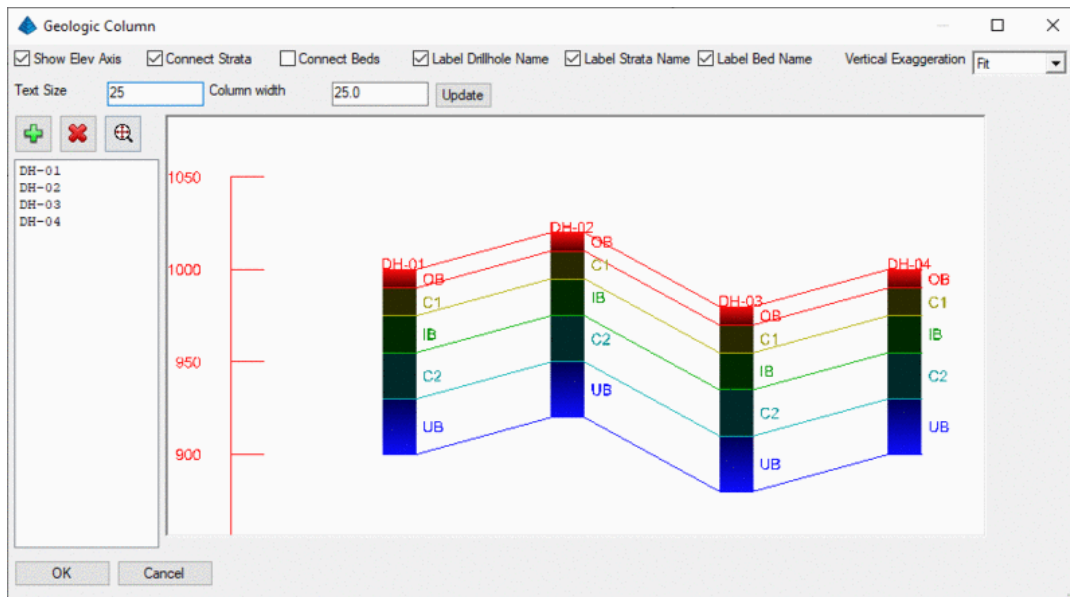 Geologic Column
Show Elev Axis Connect Strata Connect Beds Label Drillhole Name Label Strata Name Label Bed Name Vertical Exaggeration Fit
Text Size 25 Column width 25.0 Update
DH-01
DH-02
DH-03
DH-04
1050
1000
950
900
DH-01
OB
C1
IB
C2
UB
DH-02
OB
C1
IB
C2
UB
DH-03
OB
C1
IB
C2
UB
DH-04
OB
C1
IB
C2
UB
OK Cancel